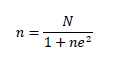 n = N / (1 + ne²)